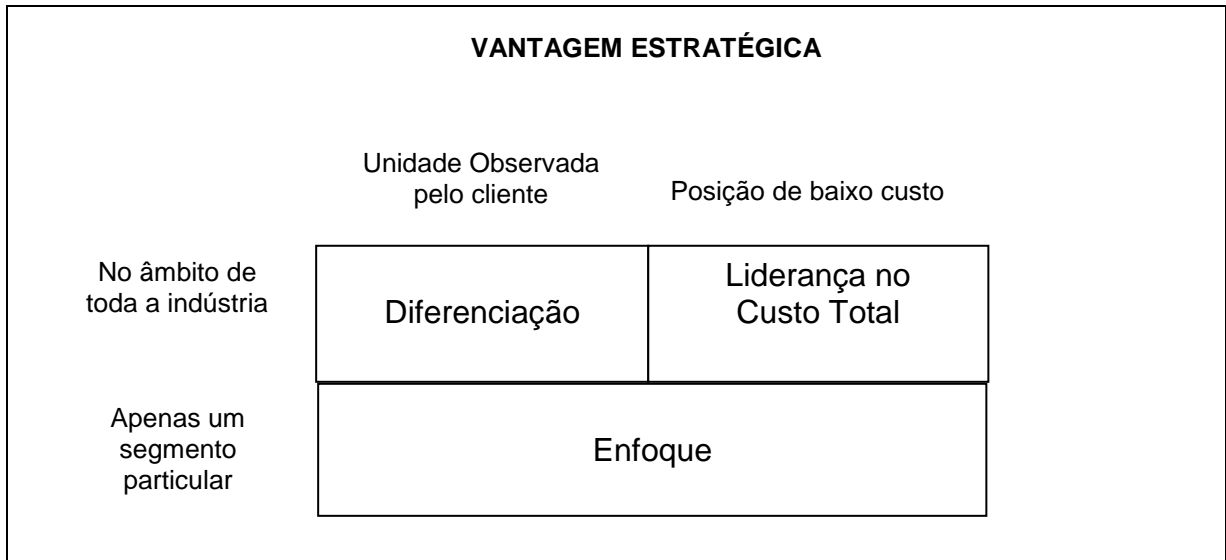 VANTAGEM ESTRATÉGICA
Unidade Observada
pelo cliente
Posição de baixo custo
No âmbito de
toda a indústria
Diferenciação
Liderança no
Custo Total
Apenas um
segmento
particular
Enfoque